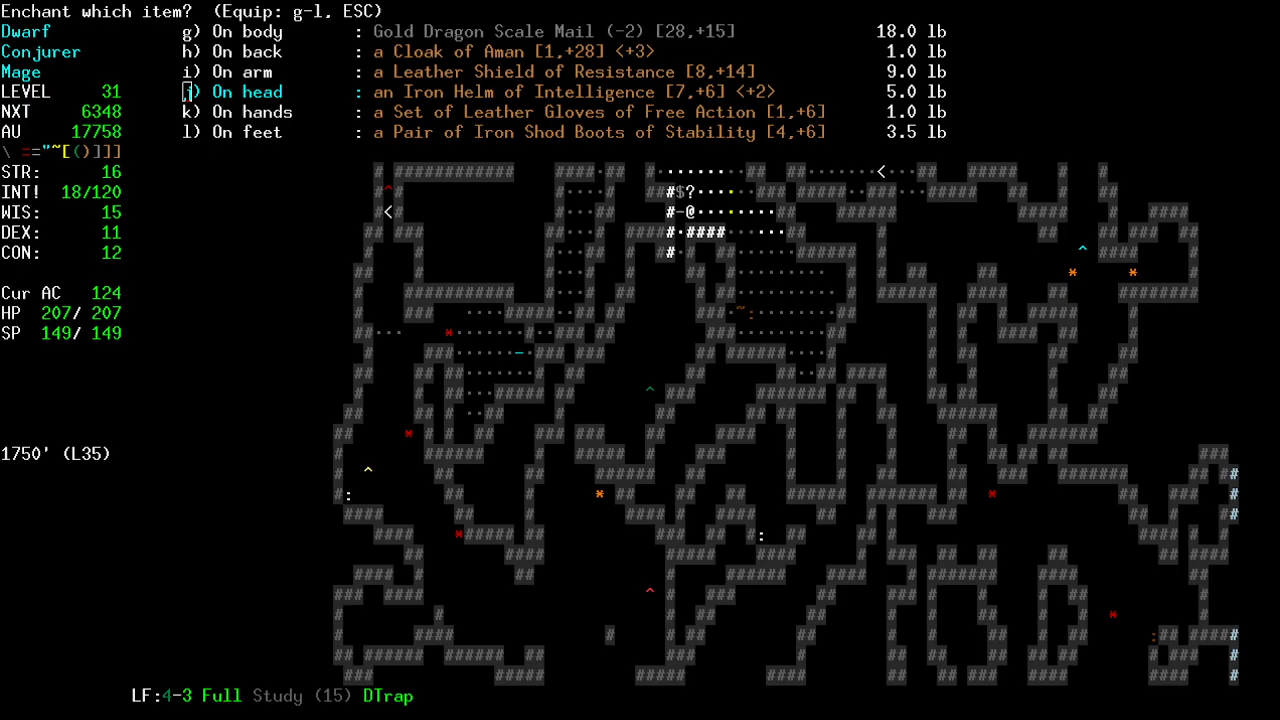 Enchant which item?  (Equip: g-l, ESC)
Dwarf g) On body : Gold Dragon Scale Mail (-2) [28,+15] 18.0 lb
Conjurer h) On back : a Cloak of Aman [1,+28] <+3> 1.0 lb
Mage i) On arm : a Leather Shield of Resistance [8,+14] 9.0 lb
LEVEL 31 j) On head : an Iron Helm of Intelligence [7,+6] <+2> 5.0 lb
NXT 6348 k) On hands : a Set of Leather Gloves of Free Action [1,+6] 1.0 lb
AU 17758 l) On feet : a Pair of Iron Shod Boots of Stability [4,+6] 3.5 lb
\ =="~[()]]]
STR: 16
INT! 18/120
WIS: 15
DEX: 11
CON: 12
Cur AC 124
HP 207/ 207
SP 149/ 149
1750' (L35)
LF:4-3 Full Study (15) DTrap